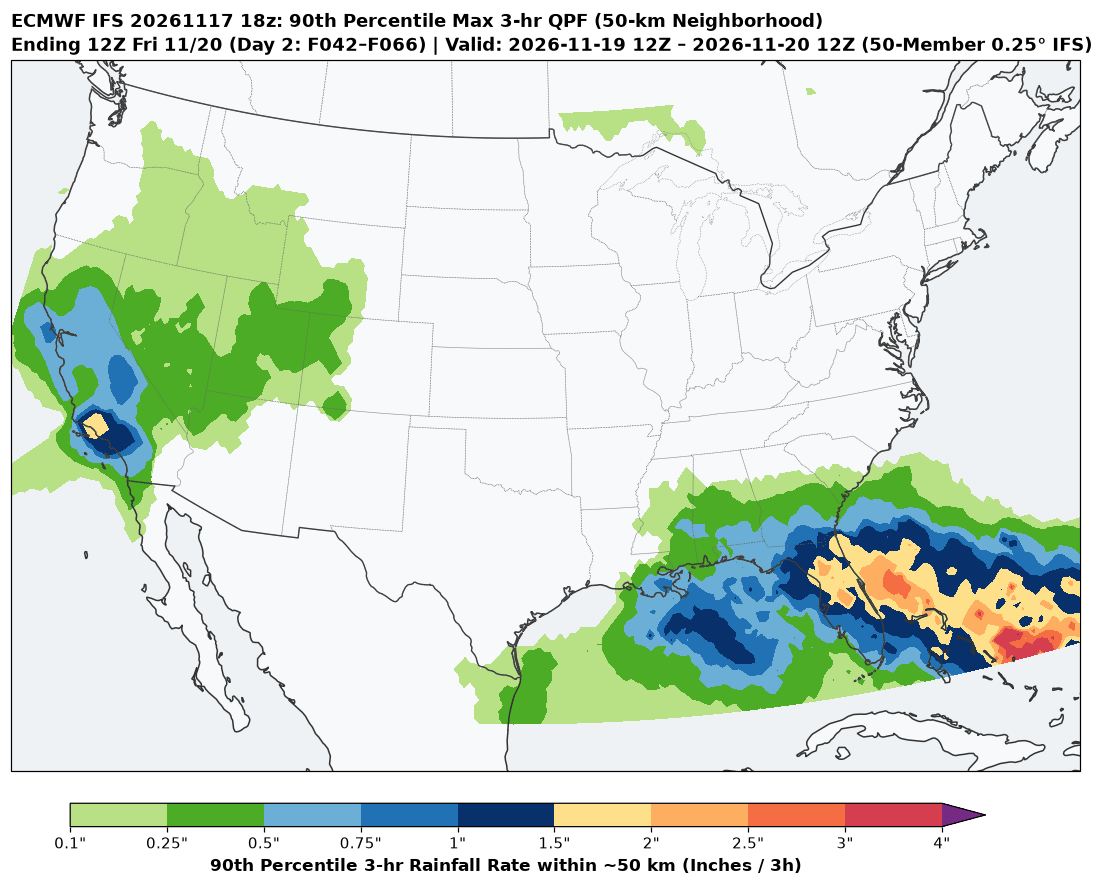 ECMWF IFS 20261117 18z: 90th Percentile Max 3-hr QPF (50-km Neighborhood)
Ending 12Z Fri 11/20 (Day 2: F042–F066) | Valid: 2026-11-19 12Z – 2026-11-20 12Z (50-Member 0.25° IFS)
0.1" 0.25" 0.5" 0.75" 1" 1.5" 2" 2.5" 3" 4"
90th Percentile 3-hr Rainfall Rate within ~50 km (Inches / 3h)